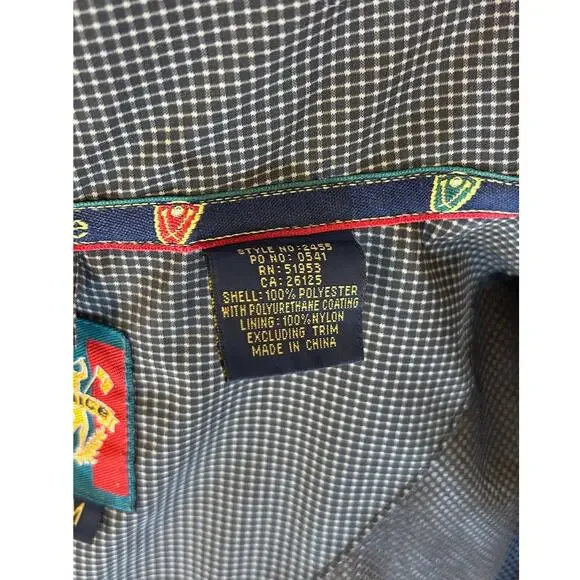 e
STYLE NO: 2455
PO NO: 0541
RN: 51953
CA: 26125
SHELL: 100% POLYESTER
WITH POLYURETHANE COATING
LINING: 100% NYLON
EXCLUDING TRIM
MADE IN CHINA
M